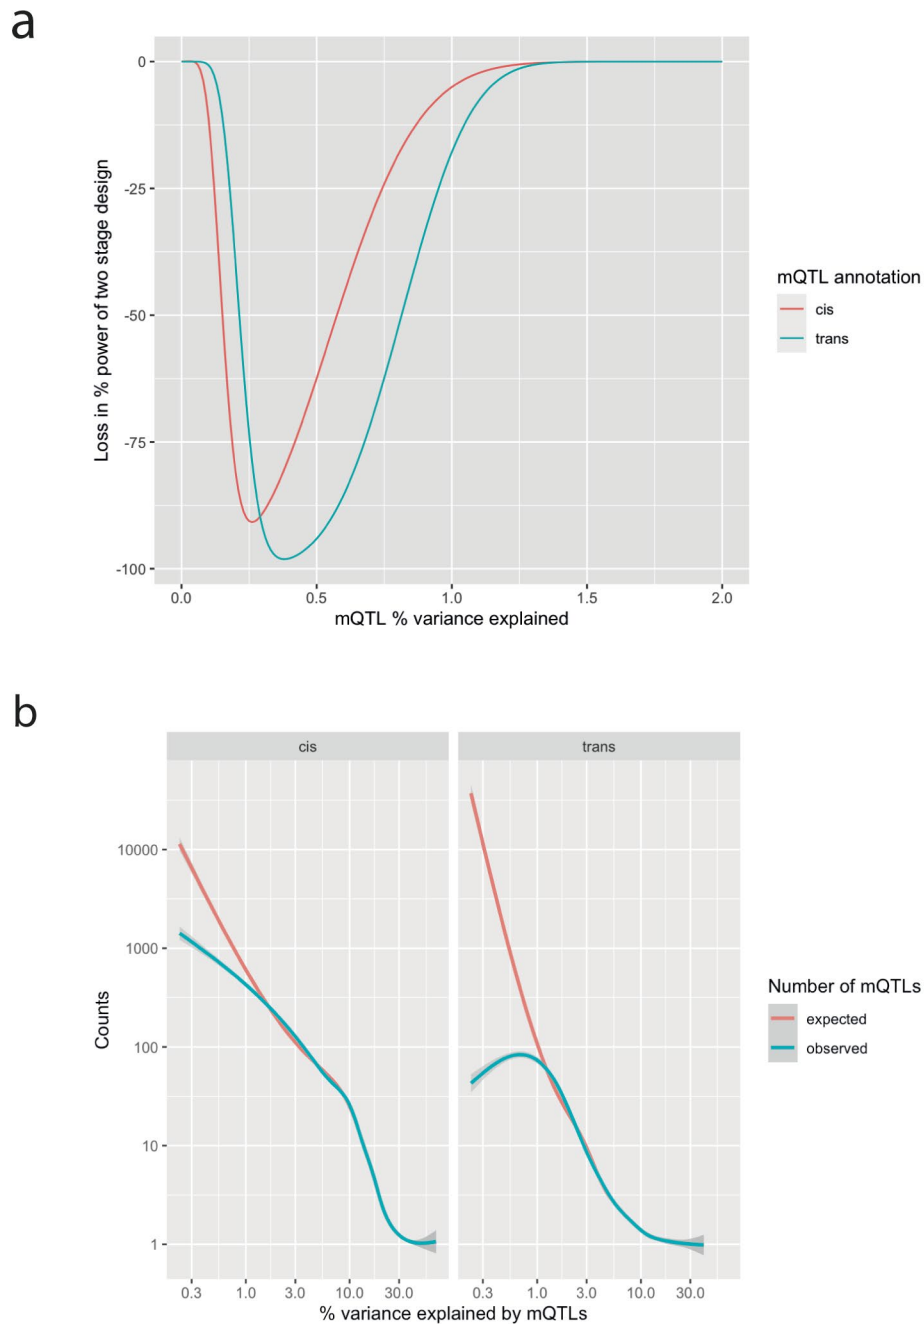 a
0
-25
-50
-75
-100
Loss in % power of two stage design
0.0 0.5 1.0 1.5 2.0
mQTL % variance explained
mQTL annotation
cis
trans
b
cis trans
10000
1000
100
10
1
Counts
0.3 1.0 3.0 10.0 30.0 0.3 1.0 3.0 10.0 30.0
% variance explained by mQTLs
Number of mQTLs
expected
observed